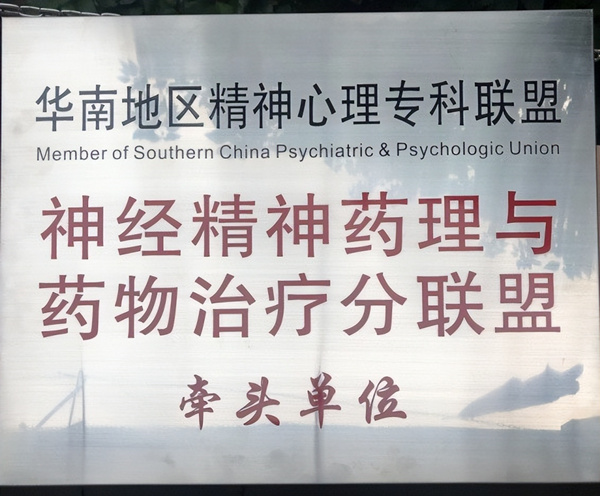 华南地区精神心理专科联盟
Member of Southern China Psychiatric & Psychologic Union
神经精神药理与
药物治疗分联盟
牵头单位